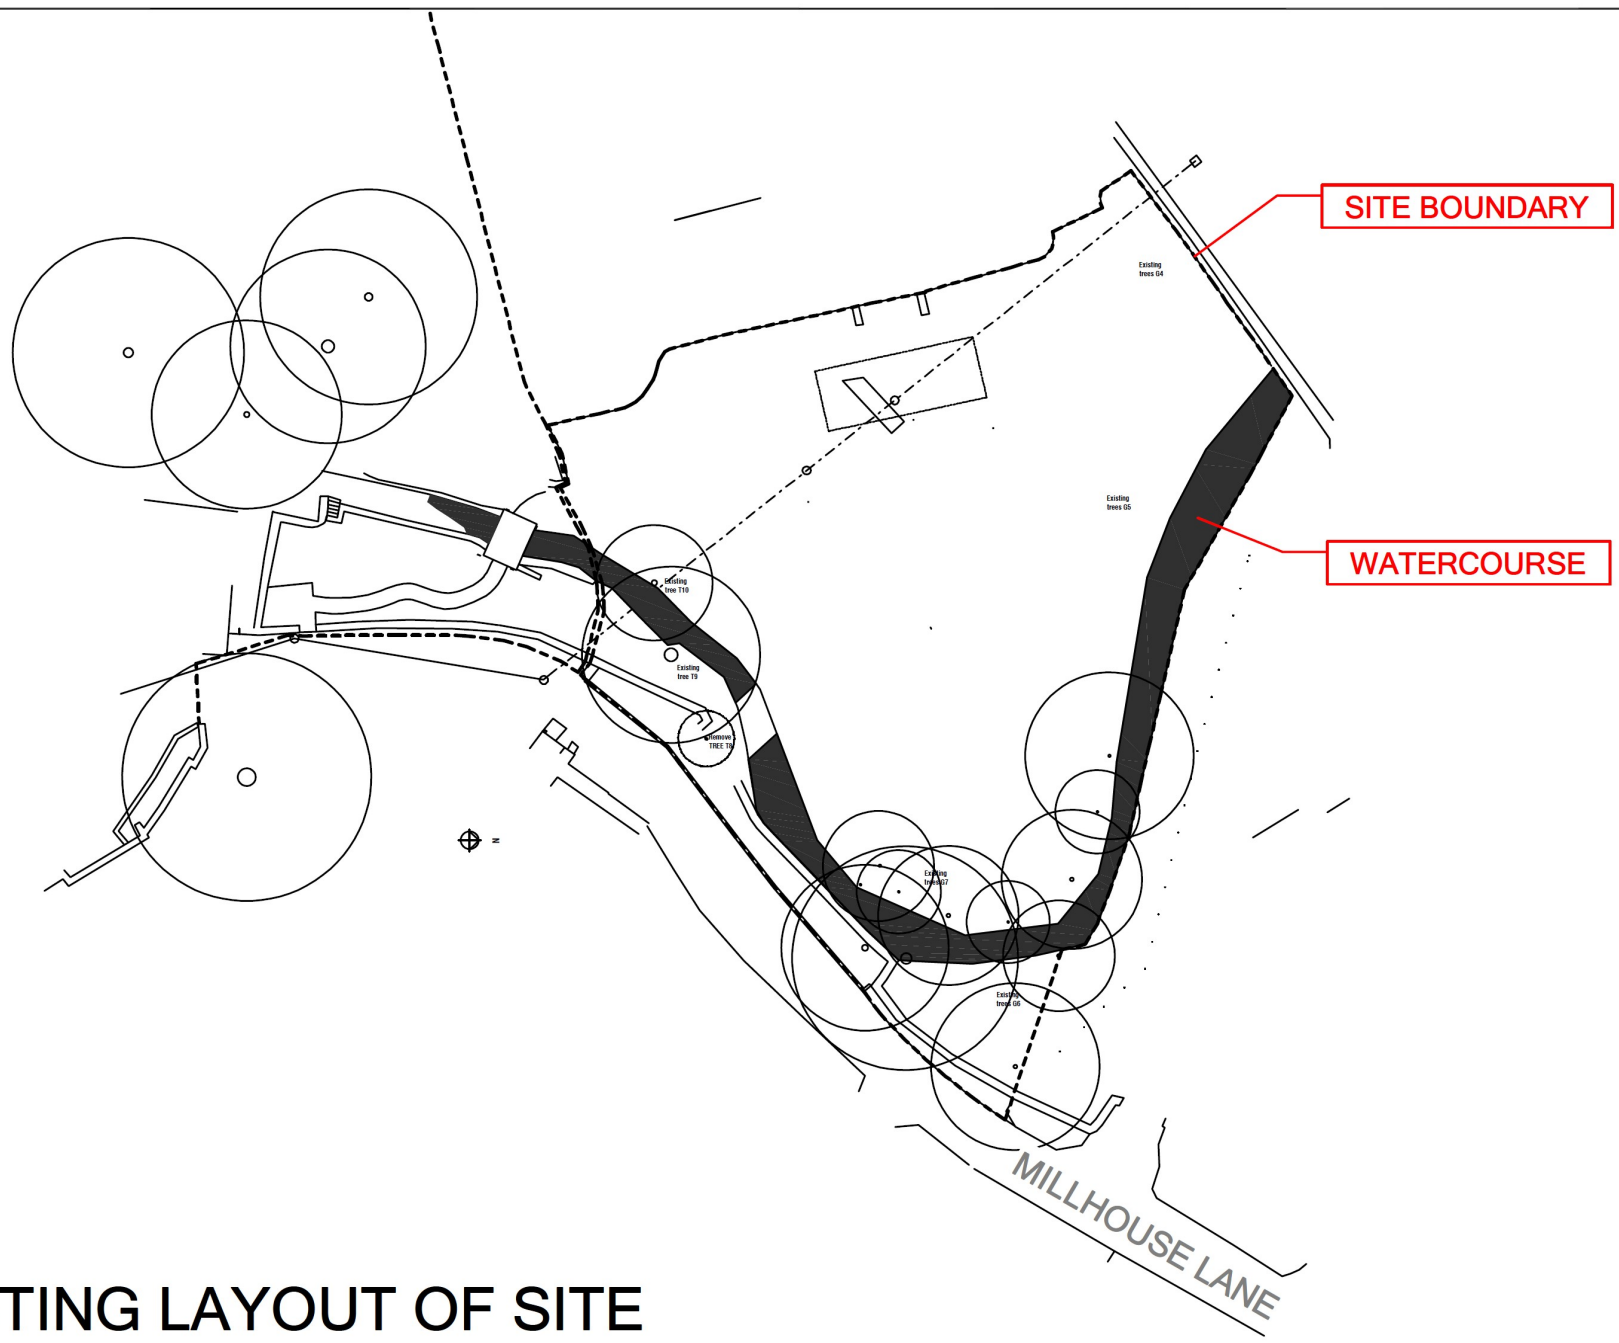 SITE BOUNDARY
Existing
trees G4
Existing
trees G5
WATERCOURSE
Existing
tree T10
Existing
tree T9
Remove
TREE T8
N
Existing
trees G7
Existing
trees G6
MILLHOUSE LANE
TING LAYOUT OF SITE